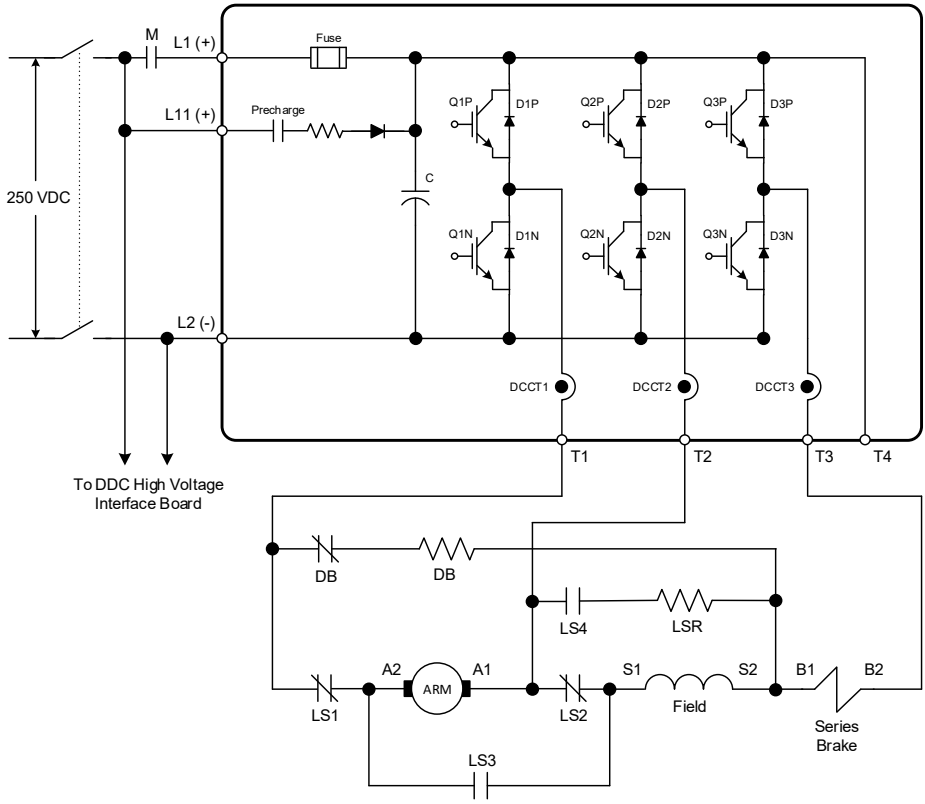 M
L1 (+)
Fuse
L11 (+)
Precharge
Q1P
D1P
Q2P
D2P
Q3P
D3P
250 VDC
C
Q1N
D1N
Q2N
D2N
Q3N
D3N
L2 (-)
DCCT1
DCCT2
DCCT3
T1
T2
T3
T4
To DDC High Voltage
Interface Board
DB
DB
LS4
LSR
A2
ARM
A1
S1
S2
B1
B2
LS1
LS2
Field
Series
Brake
LS3